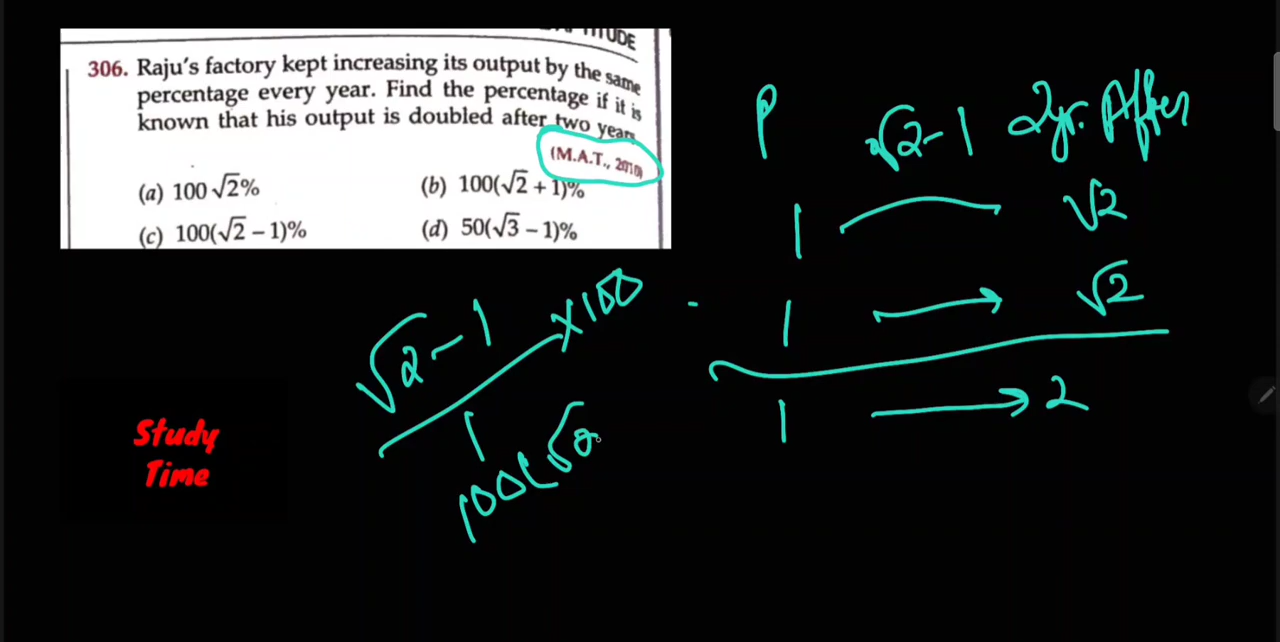 TITUDE
306. Raju's factory kept increasing its output by the same
percentage every year. Find the percentage if it is
known that his output is doubled after two years
(M.A.T., 2010)
(a) 100 √2%
(b) 100(√2 + 1)%
(c) 100(√2 – 1)%
(d) 50(√3 – 1)%
P √2-1 2yr. After
1 √2
1 → √2
1 → 2
√2-1
1
×100
100(√
Study
Time